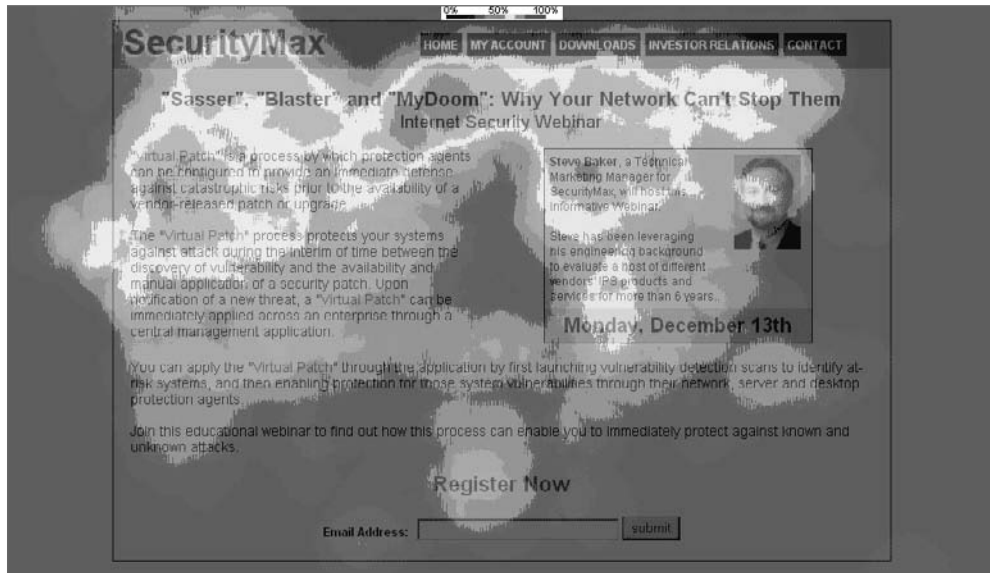 0% 50% 100%
SecurityMax
HOME MY ACCOUNT DOWNLOADS INVESTOR RELATIONS CONTACT
"Sasser", "Blaster" and "MyDoom": Why Your Network Can't Stop Them
Internet Security Webinar
"Virtual Patch" is a process by which protection agents
can be configured to provide an immediate defense
against catastrophic risks prior to the availability of a
vendor-released patch or upgrade.
The "Virtual Patch" process protects your systems
against attack during the interim of time between the
discovery of vulnerability and the availability and
manual application of a security patch. Upon
notification of a new threat, a "Virtual Patch" can be
immediately applied across an enterprise through a
central management application.
Steve Baker, a Technical
Marketing Manager for
SecurityMax, will host this
Informative Webinar.
Steve has been leveraging
his engineering background
to evaluate a host of different
vendors' IPS products and
services for more than 6 years.
Monday, December 13th
You can apply the "Virtual Patch" through the application by first launching vulnerability detection scans to identify at-
risk systems, and then enabling protection for those system vulnerabilities through their network, server and desktop
protection agents.
Join this educational webinar to find out how this process can enable you to immediately protect against known and
unknown attacks.
Register Now
Email Address: submit